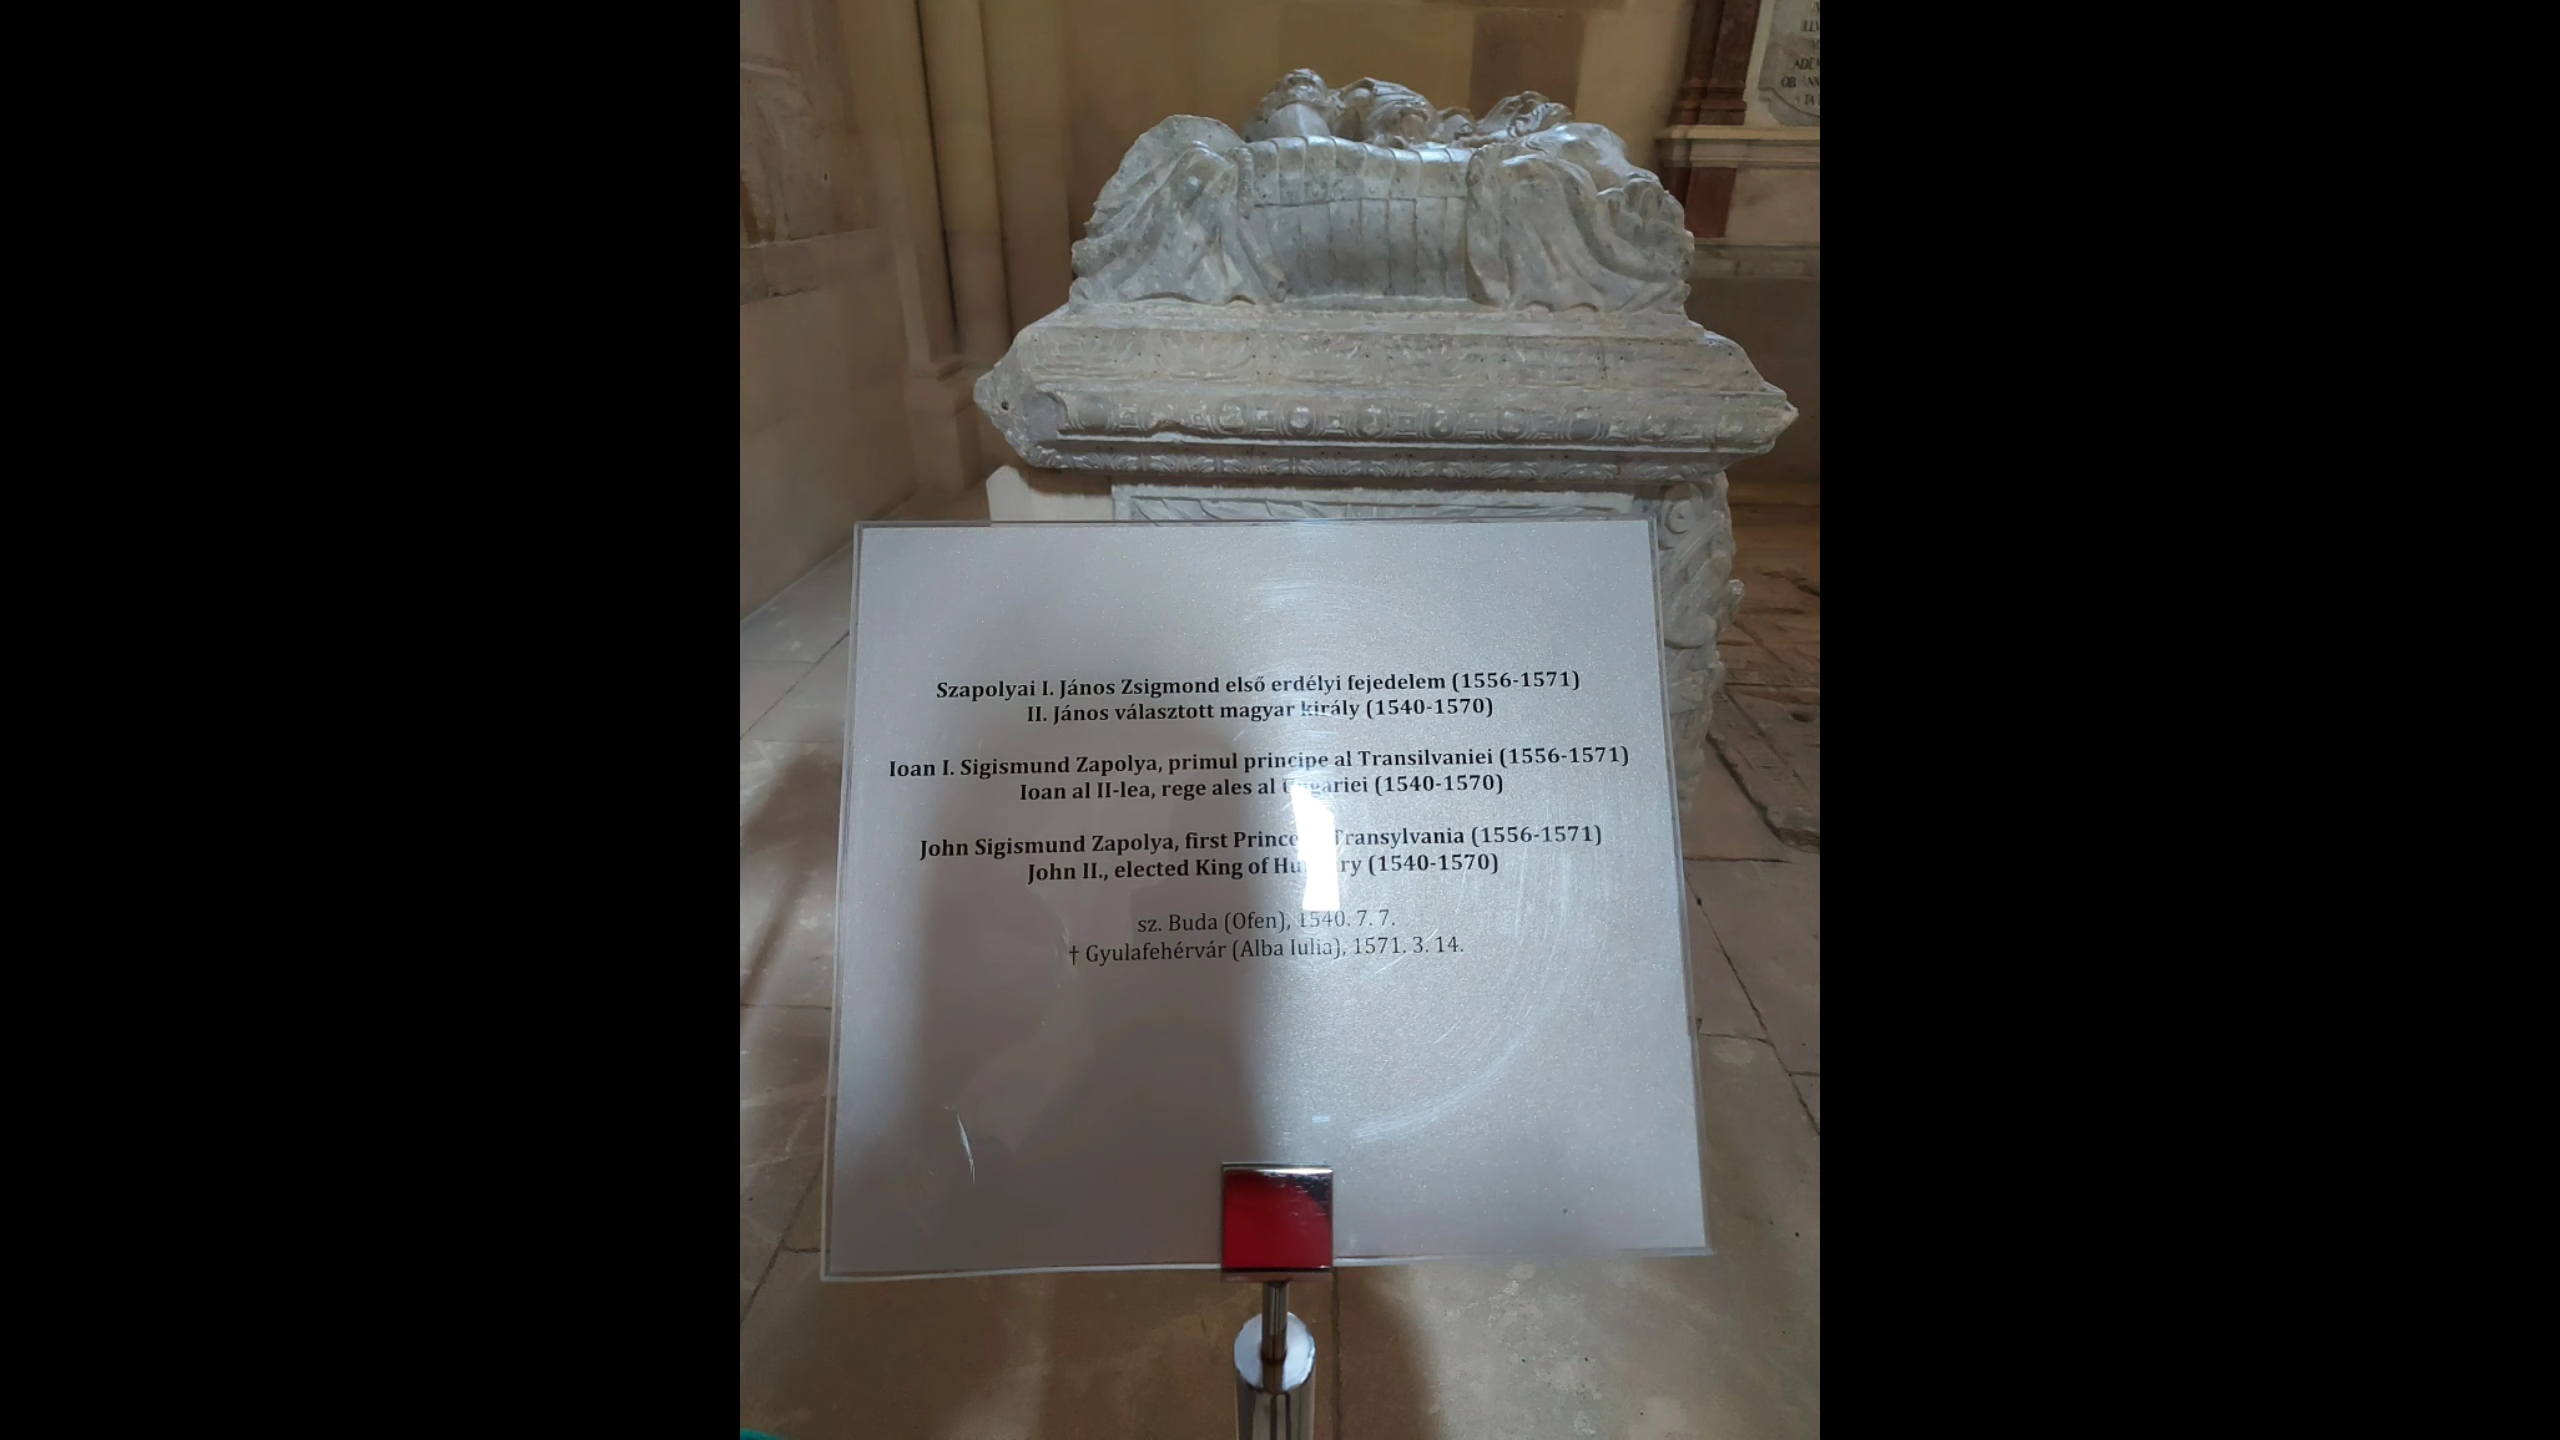 Szapolyai I. János Zsigmond első erdélyi fejedelem (1556-1571)
II. János választott magyar király (1540-1570)
Ioan I. Sigismund Zapolya, primul principe al Transilvaniei (1556-1571)
Ioan al II-lea, rege ales al Ungariei (1540-1570)
John Sigismund Zapolya, first Prince Transylvania (1556-1571)
John II., elected King of Hungary (1540-1570)
sz. Buda (Ofen), 1540. 7. 7.
† Gyulafehérvár (Alba Iulia), 1571. 3. 14.